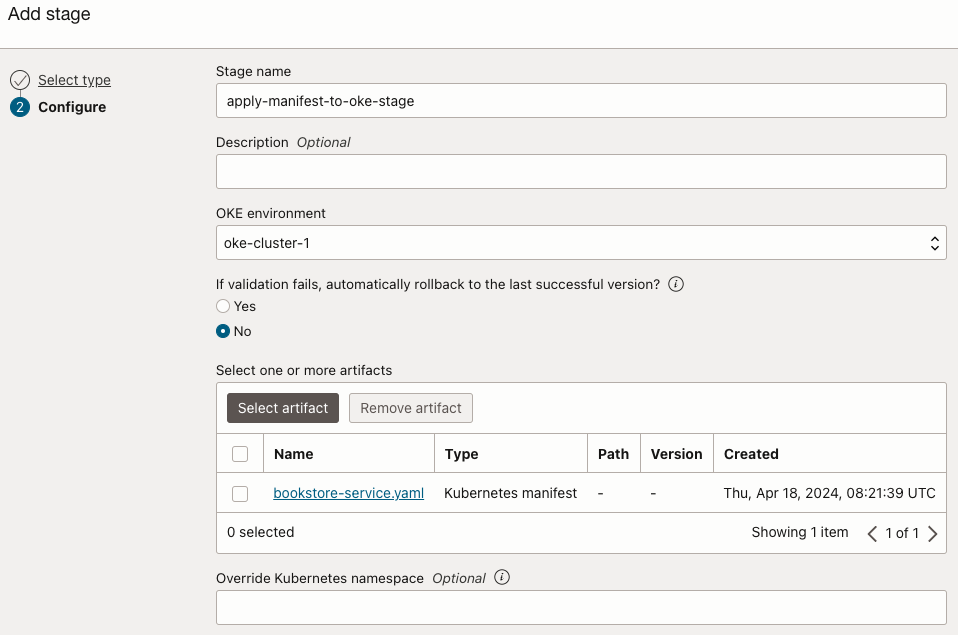 Add stage
Select type
2 Configure
Stage name
apply-manifest-to-oke-stage
Description Optional
OKE environment
oke-cluster-1
If validation fails, automatically rollback to the last successful version? i
Yes
No
Select one or more artifacts
Select artifact Remove artifact
Name Type Path Version Created
bookstore-service.yaml Kubernetes manifest - - Thu, Apr 18, 2024, 08:21:39 UTC
0 selected Showing 1 item 1 of 1
Override Kubernetes namespace Optional i